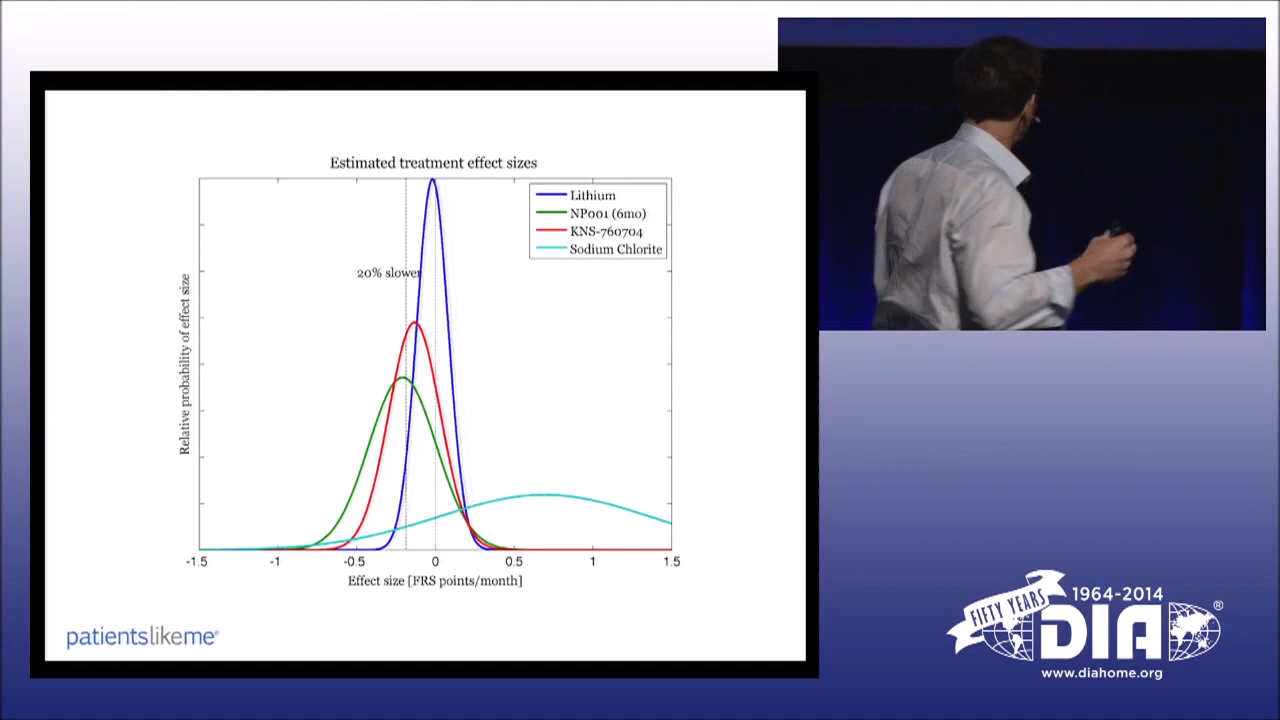 Estimated treatment effect sizes
Lithium
NP001 (6mo)
KNS-760704
Sodium Chlorite
20% slower
Relative probability of effect size
-1.5 -1 -0.5 0 0.5 1 1.5
Effect size [FRS points/month]
patientslikeme®
FIFTY YEARS
1964-2014
DIA®
www.diahome.org